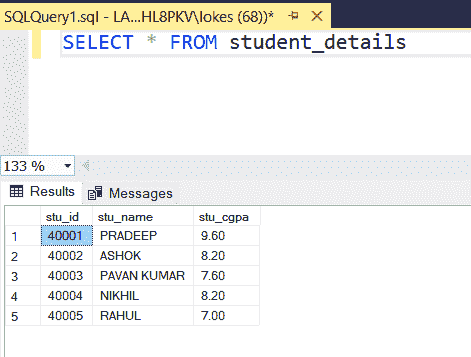 SQLQuery1.sql - LA...HL8PKV\lokes (68))*
SELECT * FROM student_details
133 %
Results Messages
stu_id stu_name stu_cgpa
1 40001 PRADEEP 9.60
2 40002 ASHOK 8.20
3 40003 PAVAN KUMAR 7.60
4 40004 NIKHIL 8.20
5 40005 RAHUL 7.00